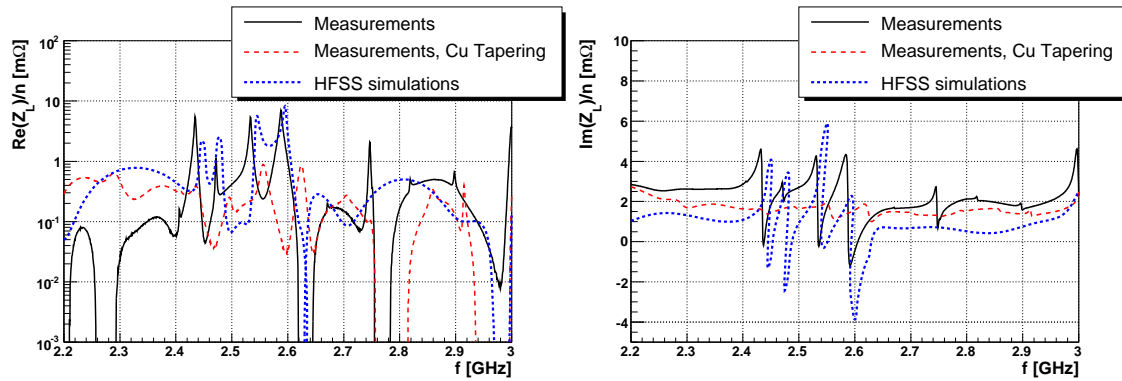 Measurements
Measurements, Cu Tapering
HFSS simulations
Re(Z_L)/n [mΩ]
10²
10
1
10⁻¹
10⁻²
10⁻³
2.2 2.3 2.4 2.5 2.6 2.7 2.8 2.9 3
f [GHz]
Measurements
Measurements, Cu Tapering
HFSS simulations
Im(Z_L)/n [mΩ]
10
8
6
4
2
0
-2
-4
2.2 2.3 2.4 2.5 2.6 2.7 2.8 2.9 3
f [GHz]